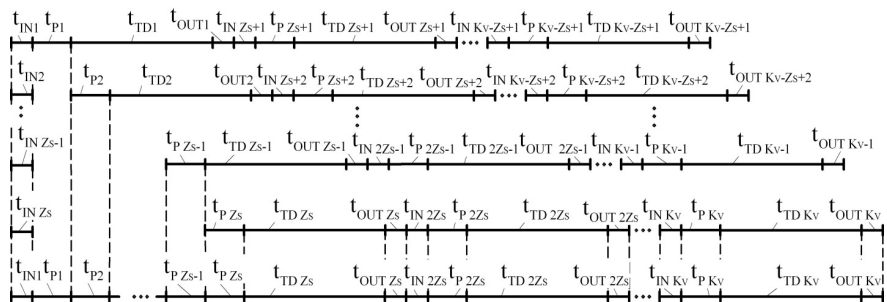 tIN1 tP1 tTD1 tOUT1 tIN Zs+1 tP Zs+1 tTD Zs+1 tOUT Zs+1 tIN Kv-Zs+1 tP Kv-Zs+1 tTD Kv-Zs+1 tOUT Kv-Zs+1
tIN2 tP2 tTD2 tOUT2 tIN Zs+2 tP Zs+2 tTD Zs+2 tOUT Zs+2 tIN Kv-Zs+2 tP Kv-Zs+2 tTD Kv-Zs+2 tOUT Kv-Zs+2
tIN Zs-1 tP Zs-1 tTD Zs-1 tOUT Zs-1 tIN 2Zs-1 tP 2Zs-1 tTD 2Zs-1 tOUT 2Zs-1 tIN Kv-1 tP Kv-1 tTD Kv-1 tOUT Kv-1
tIN Zs tP Zs tTD Zs tOUT Zs tIN 2Zs tP 2Zs tTD 2Zs tOUT 2Zs tIN Kv tP Kv tTD Kv tOUT Kv
tIN1 tP1 tP2 tP Zs-1 tP Zs tTD Zs tOUT Zs tIN 2Zs tP 2Zs tTD 2Zs tOUT 2Zs tIN Kv tP Kv tTD Kv tOUT Kv